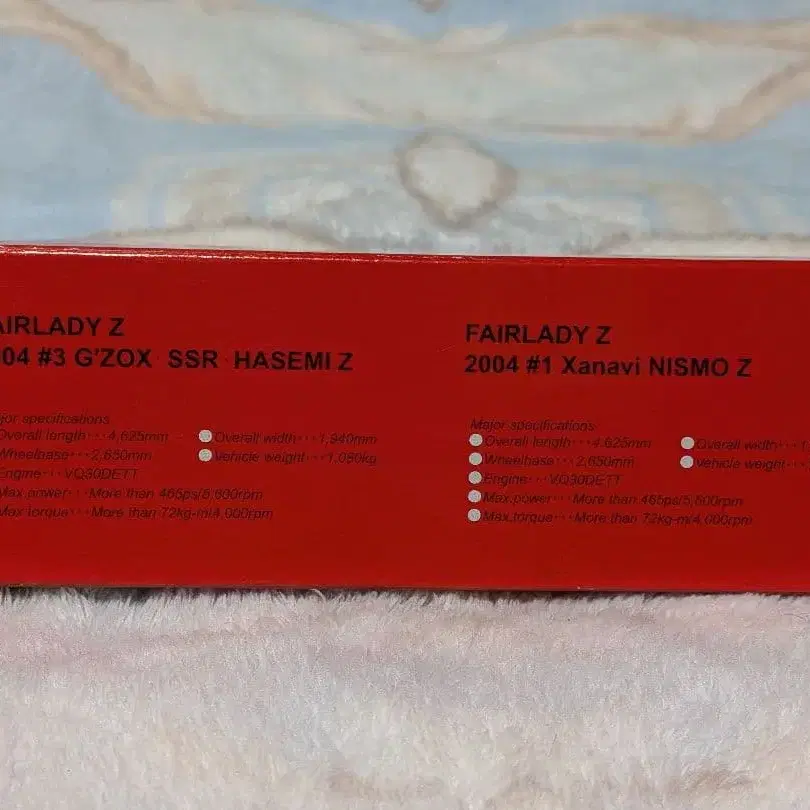 AIRLADY Z
04 #3 G'ZOX SSR HASEMI Z
jor specifications
Overall length・・・4,625mm Overall width・・・1,940mm
Wheelbase・・・2,650mm Vehicle weight・・・1,080kg
Engine・・・VQ30DETT
Max.power・・・More than 465ps/5,600rpm
Max torque・・・More than 72kg-m/4,000rpm
FAIRLADY Z
2004 #1 Xanavi NISMO Z
Major specifications
Overall length・・・4,625mm Overall width・・・1
Wheelbase・・・2,650mm Vehicle weight・・・
Engine・・・VQ30DETT
Max.power・・・More than 465ps/5,600rpm
Max.torque・・・More than 72kg-m/4,000rpm